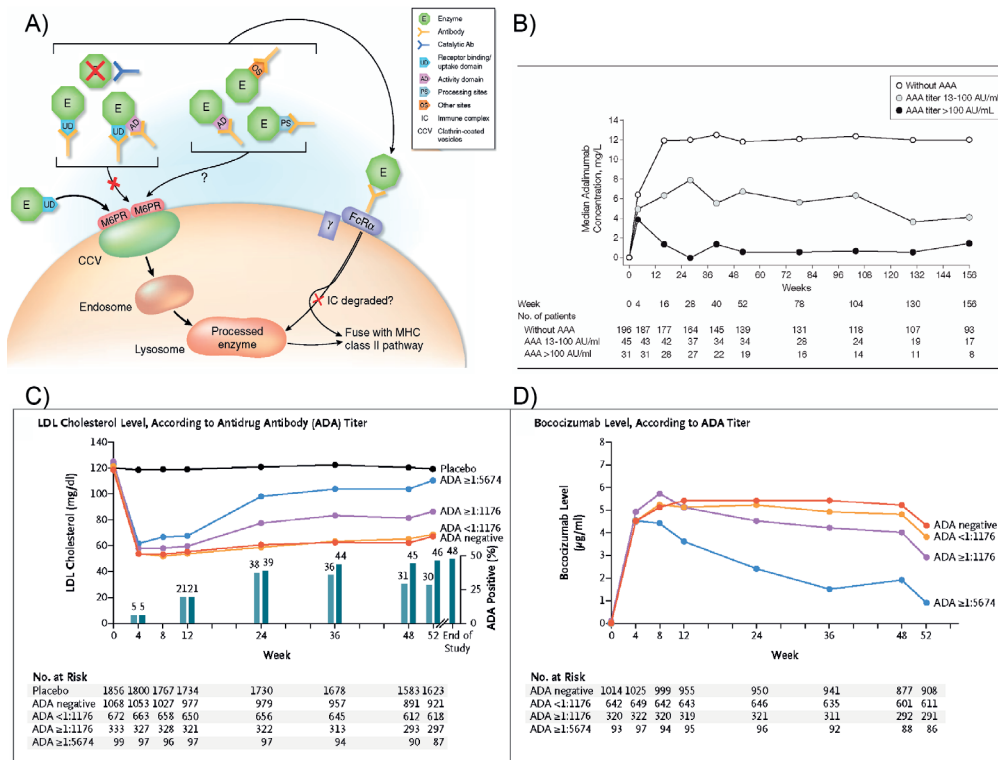 A)
E Enzyme
Antibody
Catalytic Ab
UD Receptor binding/
uptake domain
AD Activity domain
PS Processing sites
OS Other sites
IC Immune complex
CCV Clathrin-coated
vesicles
E
E
UD
E
UD
AD
E
OS
E
AD
E
PS
?
E
UD
M6PR
M6PR
CCV
E
γ
FcRα
Endosome
IC degraded?
Processed
enzyme
Lysosome
Fuse with MHC
class II pathway
B)
Without AAA
AAA titer 13-100 AU/ml
AAA titer >100 AU/mL
Median Adalimumab
Concentration, mg/L
14
12
10
8
6
4
2
0
0 4 16 28 40 52 60 72 84 96 108 120 132 144 156
Weeks
Week 0 4 16 28 40 52 78 104 130 156
No. of patients
Without AAA 196 187 177 164 145 139 131 118 107 93
AAA 13-100 AU/ml 45 43 42 37 34 34 28 24 19 17
AAA >100 AU/ml 31 31 28 27 22 19 16 14 11 8
C)
LDL Cholesterol Level, According to Antidrug Antibody (ADA) Titer
LDL Cholesterol (mg/dl)
140
120
100
80
60
40
20
0
Placebo
ADA ≥1:5674
ADA ≥1:1176
ADA <1:1176
ADA negative
5 5
21 21
38 39
36 44
31 45
30 46
48
50
25
0
ADA Positive (%)
0 4 8 12 24 36 48 52 End of
Study
Week
No. at Risk
Placebo 1856 1800 1767 1734 1730 1678 1583 1623
ADA negative 1068 1053 1027 977 979 957 891 921
ADA <1:1176 672 663 658 650 656 645 612 618
ADA ≥1:1176 333 327 328 321 322 313 293 297
ADA ≥1:5674 99 97 96 97 97 94 90 87
D)
Bococizumab Level, According to ADA Titer
Bococizumab Level
(μg/ml)
8
7
6
5
4
3
2
1
0
ADA negative
ADA <1:1176
ADA ≥1:1176
ADA ≥1:5674
0 4 8 12 24 36 48 52
Week
No. at Risk
ADA negative 1014 1025 999 955 950 941 877 908
ADA <1:1176 642 649 642 643 646 635 601 611
ADA ≥1:1176 320 322 320 319 321 311 292 291
ADA ≥1:5674 93 97 94 95 96 92 88 86